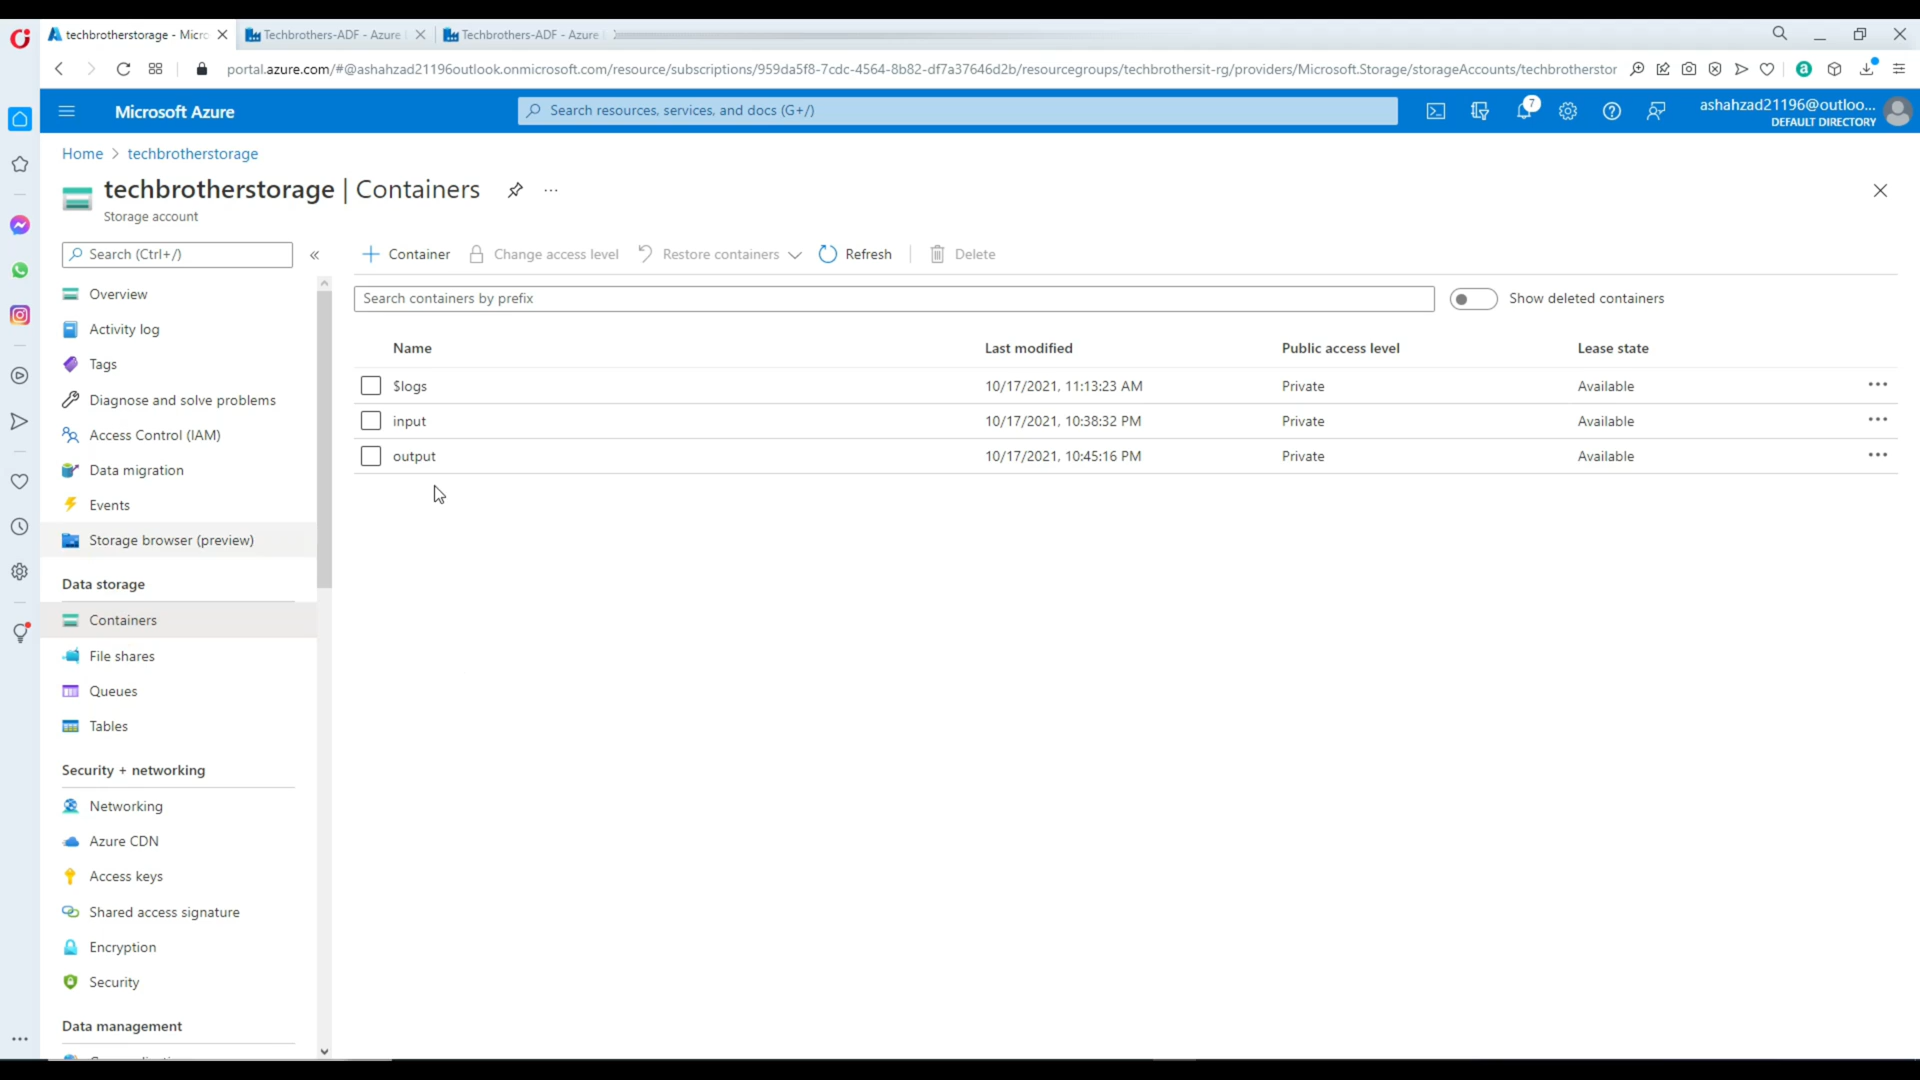 techbrotherstorage - Micro
Techbrothers-ADF - Azure
Techbrothers-ADF - Azure
portal.azure.com/#@ashahzad21196outlook.onmicrosoft.com/resource/subscriptions/959da5f8-7cdc-4564-8b82-df7a37646d2b/resourcegroups/techbrothersit-rg/providers/Microsoft.Storage/storageAccounts/techbrotherstor
Microsoft Azure
Search resources, services, and docs (G+/)
7
ashahzad21196@outloo...
DEFAULT DIRECTORY
Home > techbrotherstorage
techbrotherstorage | Containers
Storage account
Search (Ctrl+/)
Container
Change access level
Restore containers
Refresh
Delete
Search containers by prefix
Show deleted containers
Name Last modified Public access level Lease state
$logs 10/17/2021, 11:13:23 AM Private Available
input 10/17/2021, 10:38:32 PM Private Available
output 10/17/2021, 10:45:16 PM Private Available
Overview
Activity log
Tags
Diagnose and solve problems
Access Control (IAM)
Data migration
Events
Storage browser (preview)
Data storage
Containers
File shares
Queues
Tables
Security + networking
Networking
Azure CDN
Access keys
Shared access signature
Encryption
Security
Data management